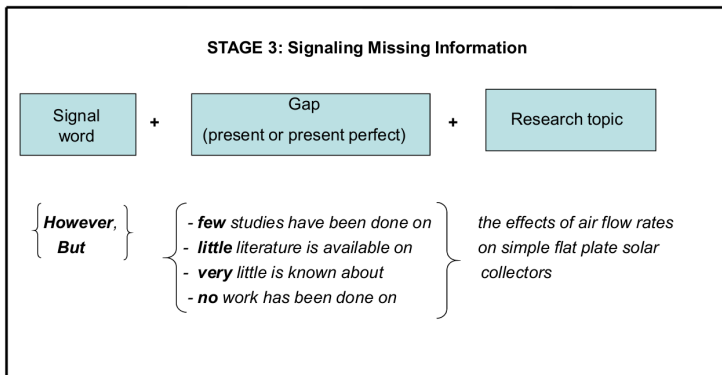 STAGE 3: Signaling Missing Information
Signal
word
+
Gap
(present or present perfect)
+
Research topic
However,
But
- few studies have been done on
- little literature is available on
- very little is known about
- no work has been done on
the effects of air flow rates
on simple flat plate solar
collectors